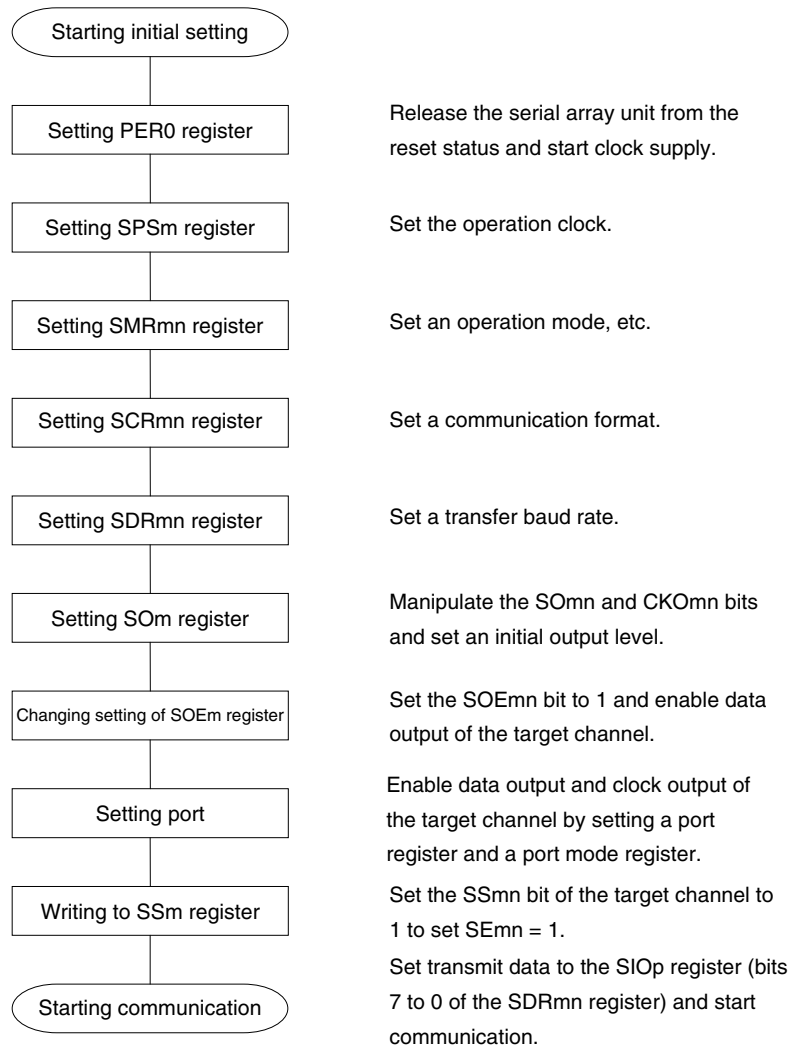 Starting initial setting
Setting PER0 register
Release the serial array unit from the
reset status and start clock supply.
Setting SPSm register
Set the operation clock.
Setting SMRmn register
Set an operation mode, etc.
Setting SCRmn register
Set a communication format.
Setting SDRmn register
Set a transfer baud rate.
Setting SOm register
Manipulate the SOmn and CKOmn bits
and set an initial output level.
Changing setting of SOEm register
Set the SOEmn bit to 1 and enable data
output of the target channel.
Setting port
Enable data output and clock output of
the target channel by setting a port
register and a port mode register.
Writing to SSm register
Set the SSmn bit of the target channel to
1 to set SEmn = 1.
Starting communication
Set transmit data to the SIOp register (bits
7 to 0 of the SDRmn register) and start
communication.